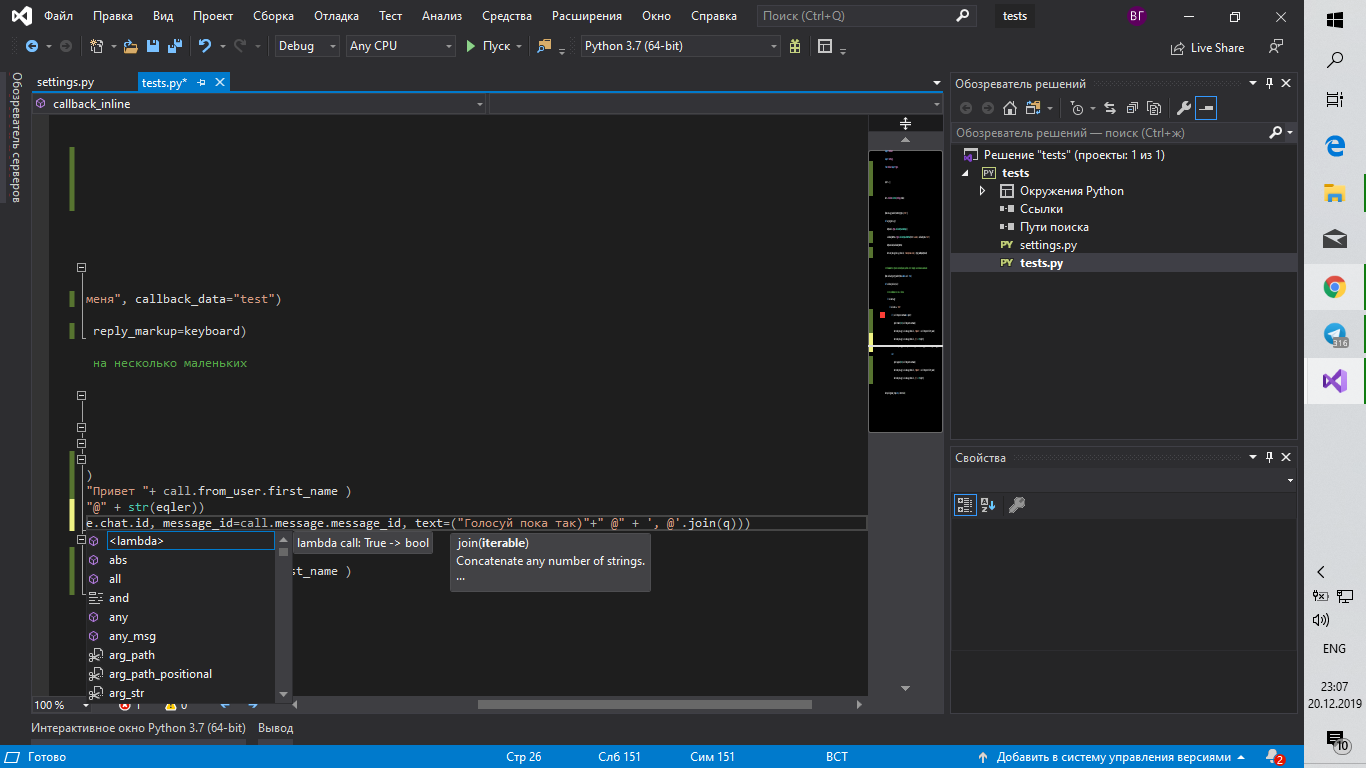 Файл Правка Вид Проект Сборка Отладка Тест Анализ Средства Расширения Окно Справка Поиск (Ctrl+Q) tests ВГ
Debug Any CPU Пуск Python 3.7 (64-bit) Live Share
Обозреватель серверов
settings.py tests.py*
callback_inline
меня", callback_data="test")
reply_markup=keyboard)
на несколько маленьких
)
"Привет "+ call.from_user.first_name )
"@" + str(eqler))
e.chat.id, message_id=call.message.message_id, text=("Голосуй пока так)"+" @" + ', @'.join(q)))
<lambda>
abs
all
and
any
any_msg
arg_path
arg_path_positional
arg_str
lambda call: True -> bool
join(iterable)
Concatenate any number of strings.
...
st_name )
100 % 1 0
Интерактивное окно Python 3.7 (64-bit) Вывод
Обозреватель решений
Обозреватель решений — поиск (Ctrl+ж)
Решение "tests" (проекты: 1 из 1)
PY tests
Окружения Python
Ссылки
Пути поиска
PY settings.py
PY tests.py
Свойства
Готово Стр 26 Слб 151 Сим 151 ВСТ Добавить в систему управления версиями 2
316
ENG
23:07
20.12.2019
10